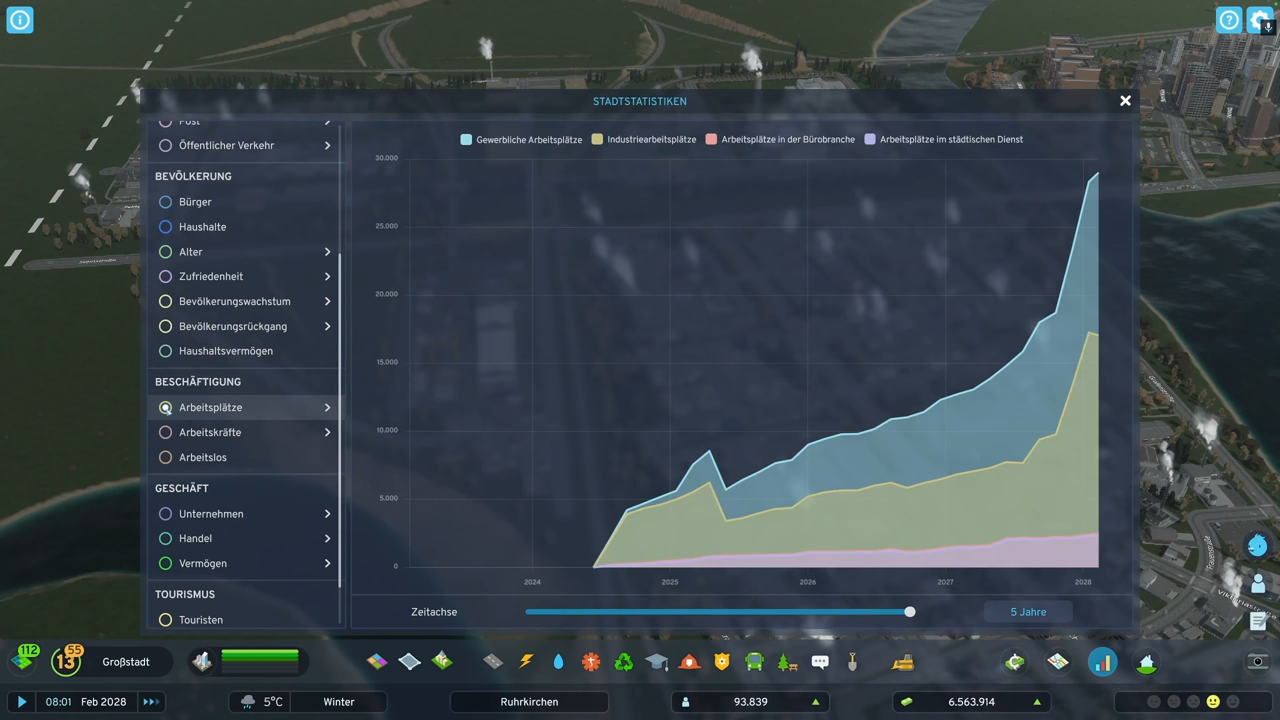 STADTSTATISTIKEN
Post
Öffentlicher Verkehr
BEVÖLKERUNG
Bürger
Haushalte
Alter
Zufriedenheit
Bevölkerungswachstum
Bevölkerungsrückgang
Haushaltsvermögen
BESCHÄFTIGUNG
Arbeitsplätze
Arbeitskräfte
Arbeitslos
GESCHÄFT
Unternehmen
Handel
Vermögen
TOURISMUS
Touristen
Gewerbliche Arbeitsplätze Industriearbeitsplätze Arbeitsplätze in der Bürobranche Arbeitsplätze im städtischen Dienst
30.000
25.000
20.000
15.000
10.000
5.000
0
2024 2025 2026 2027 2028
Zeitachse 5 Jahre
Frauenstraße
Viktoriastraße
112 55
13 Großstadt
08:01 Feb 2028 5°C Winter Ruhrkirchen 93.839 6.563.914